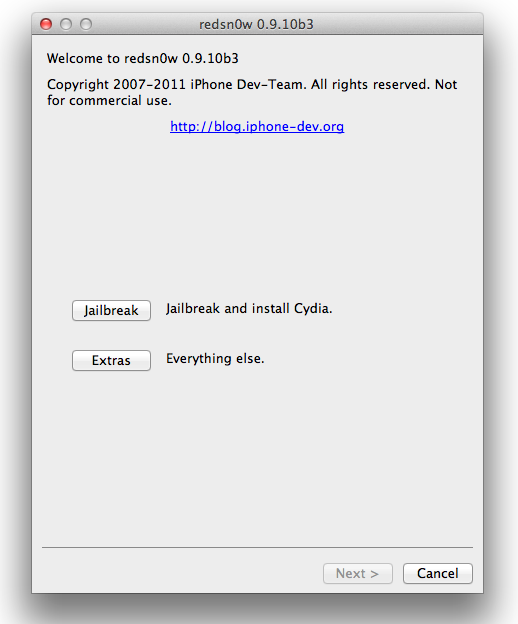 redsn0w 0.9.10b3
Welcome to redsn0w 0.9.10b3
Copyright 2007-2011 iPhone Dev-Team. All rights reserved. Not
for commercial use.
http://blog.iphone-dev.org
Jailbreak Jailbreak and install Cydia.
Extras Everything else.
Next > Cancel